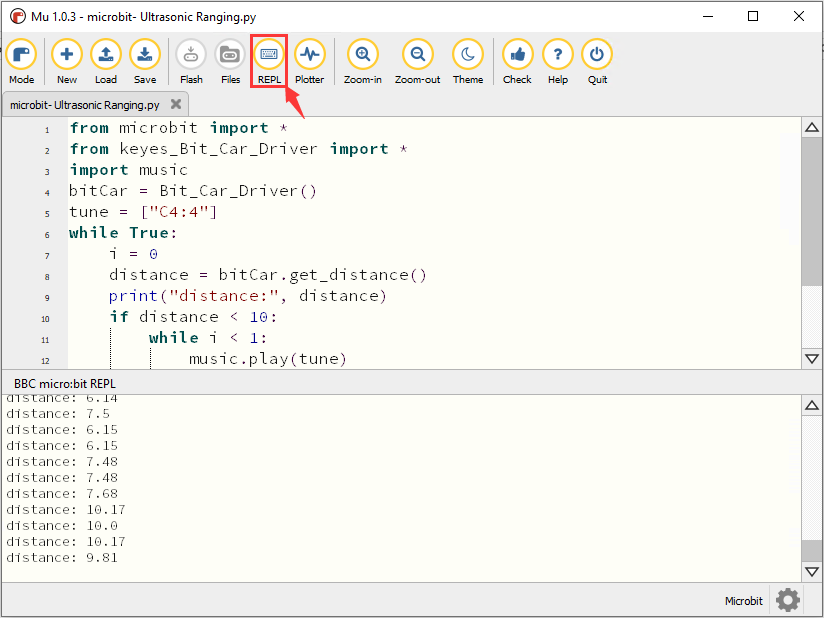 Mu 1.0.3 - microbit- Ultrasonic Ranging.py
Mode New Load Save Flash Files REPL Plotter Zoom-in Zoom-out Theme Check Help Quit
microbit- Ultrasonic Ranging.py
1 from microbit import *
2 from keyes_Bit_Car_Driver import *
3 import music
4 bitCar = Bit_Car_Driver()
5 tune = ["C4:4"]
6 while True:
7 i = 0
8 distance = bitCar.get_distance()
9 print("distance:", distance)
10 if distance < 10:
11 while i < 1:
12 music.play(tune)
BBC micro:bit REPL
distance: 6.14
distance: 7.5
distance: 6.15
distance: 6.15
distance: 7.48
distance: 7.48
distance: 7.68
distance: 10.17
distance: 10.0
distance: 10.17
distance: 9.81
Microbit